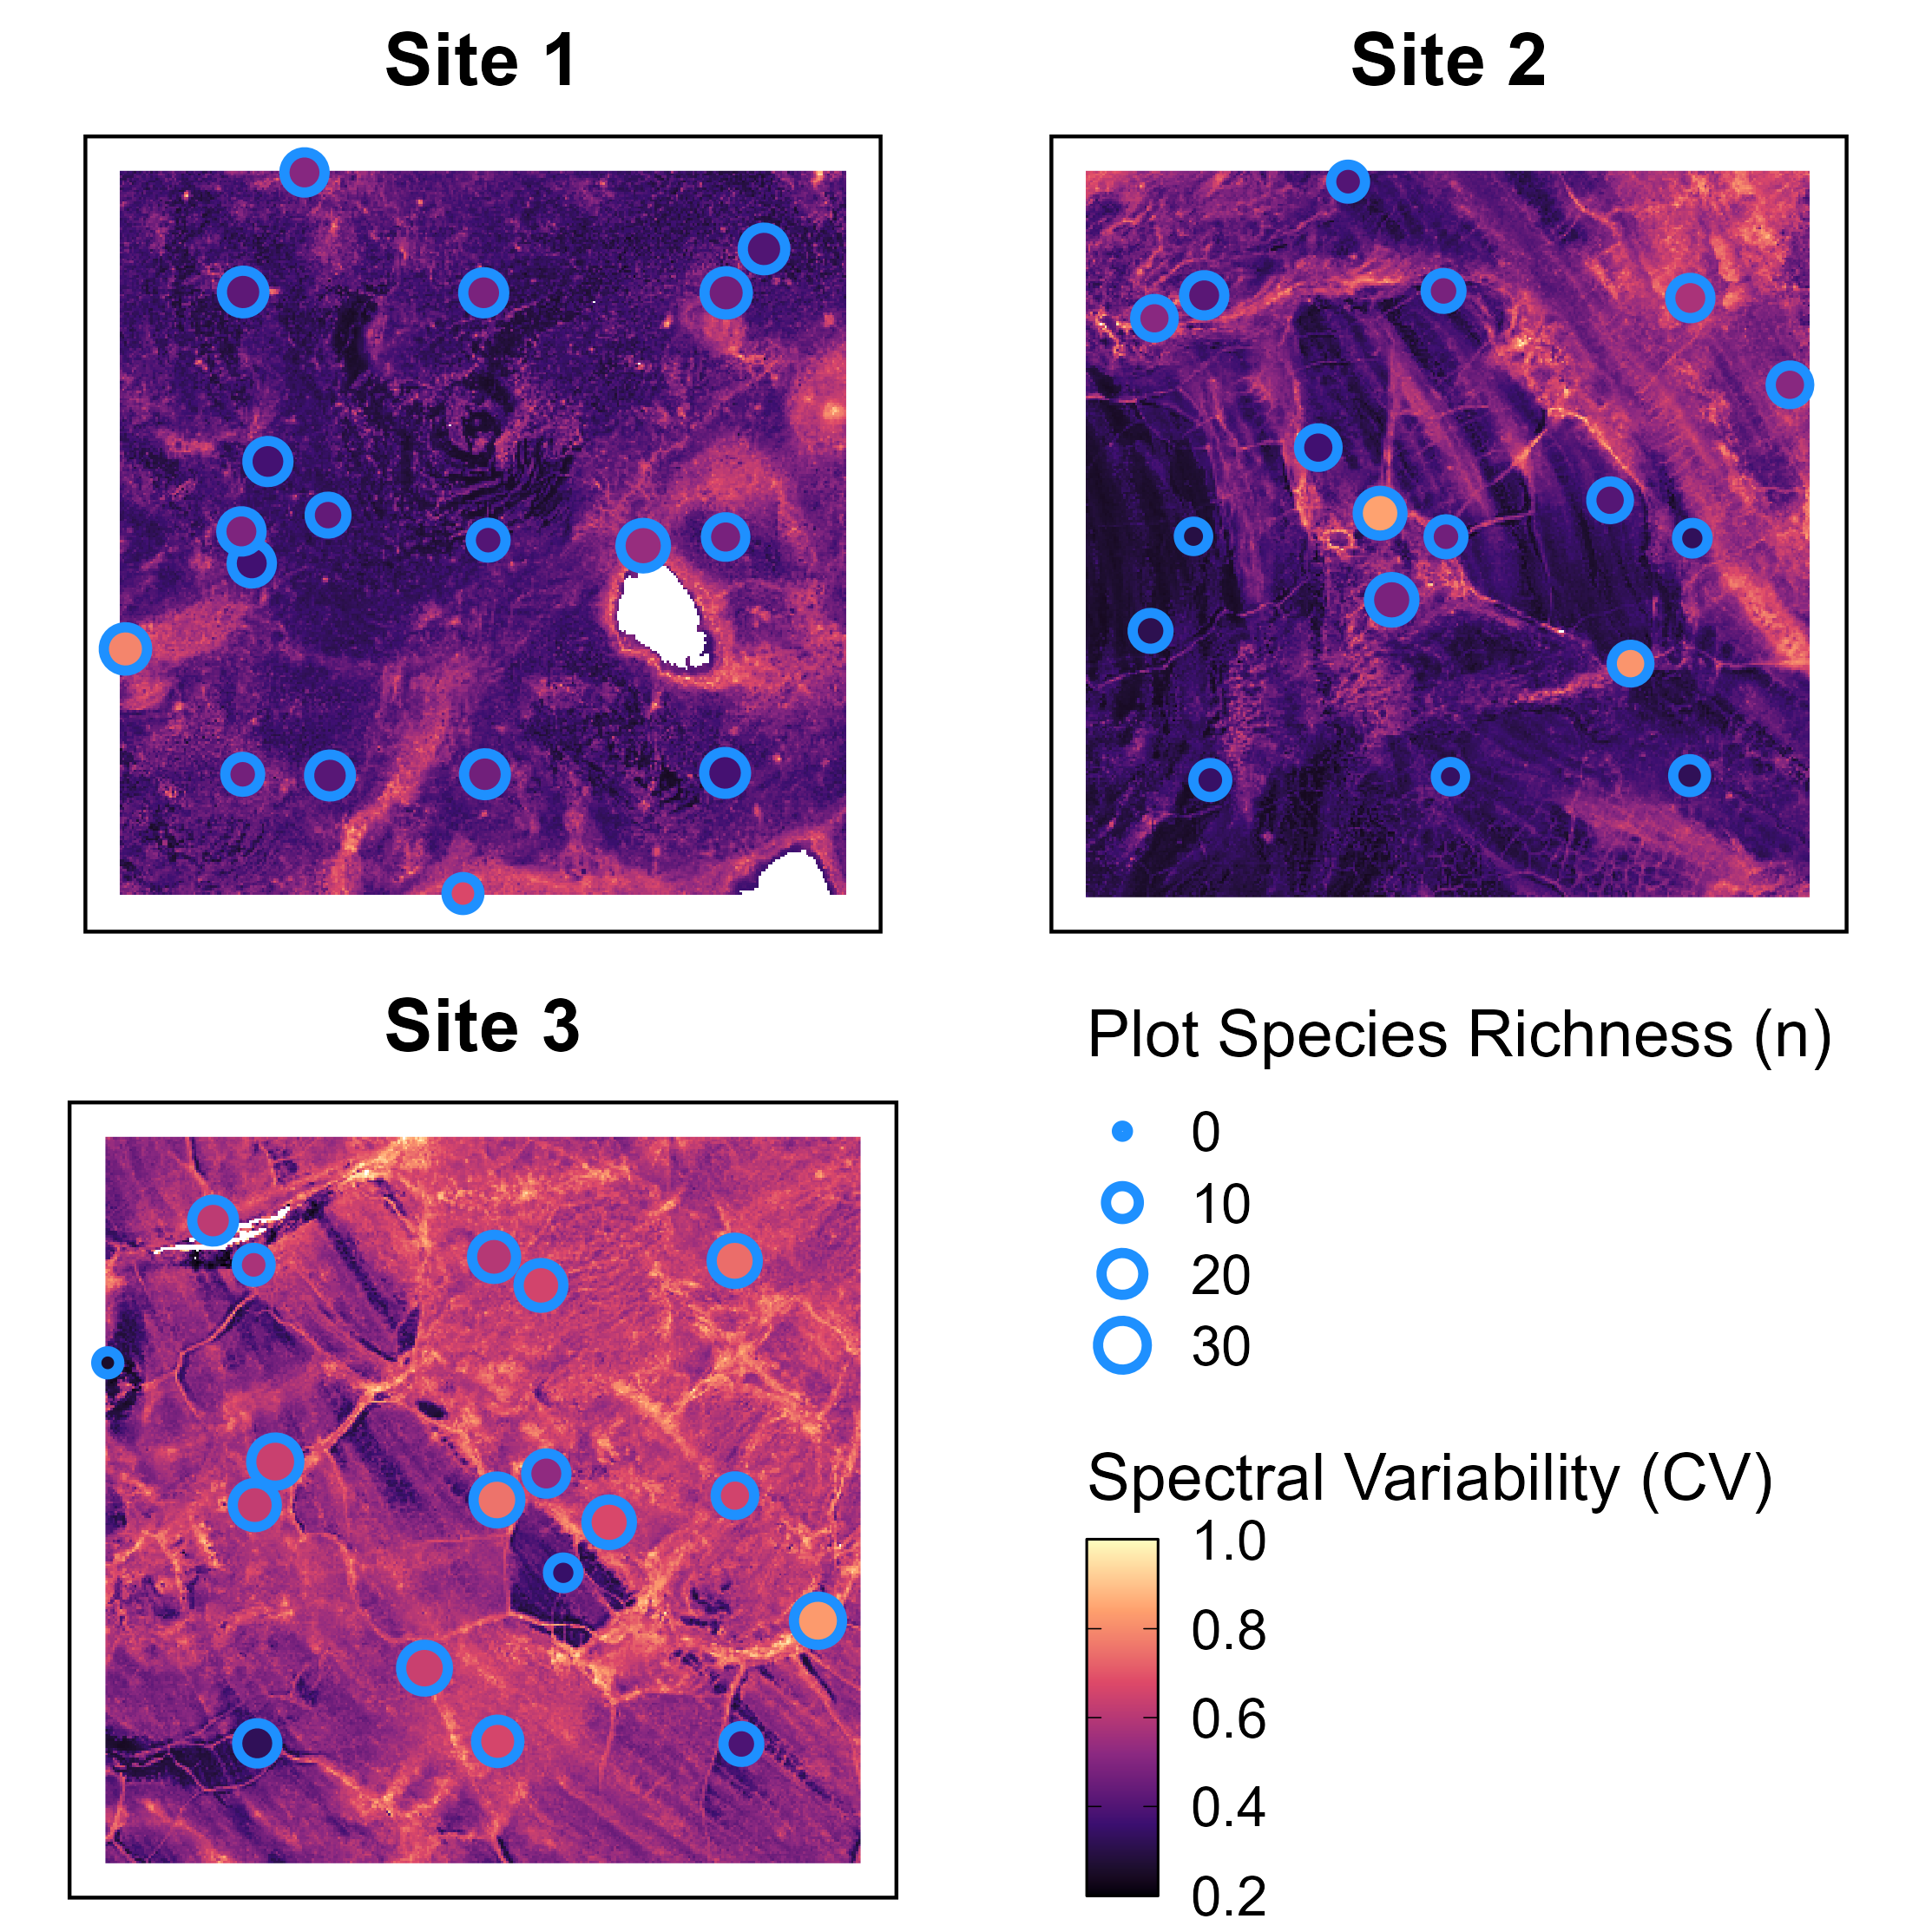 Site 1
Site 2
Site 3
Plot Species Richness (n)
0
10
20
30
Spectral Variability (CV)
1.0
0.8
0.6
0.4
0.2